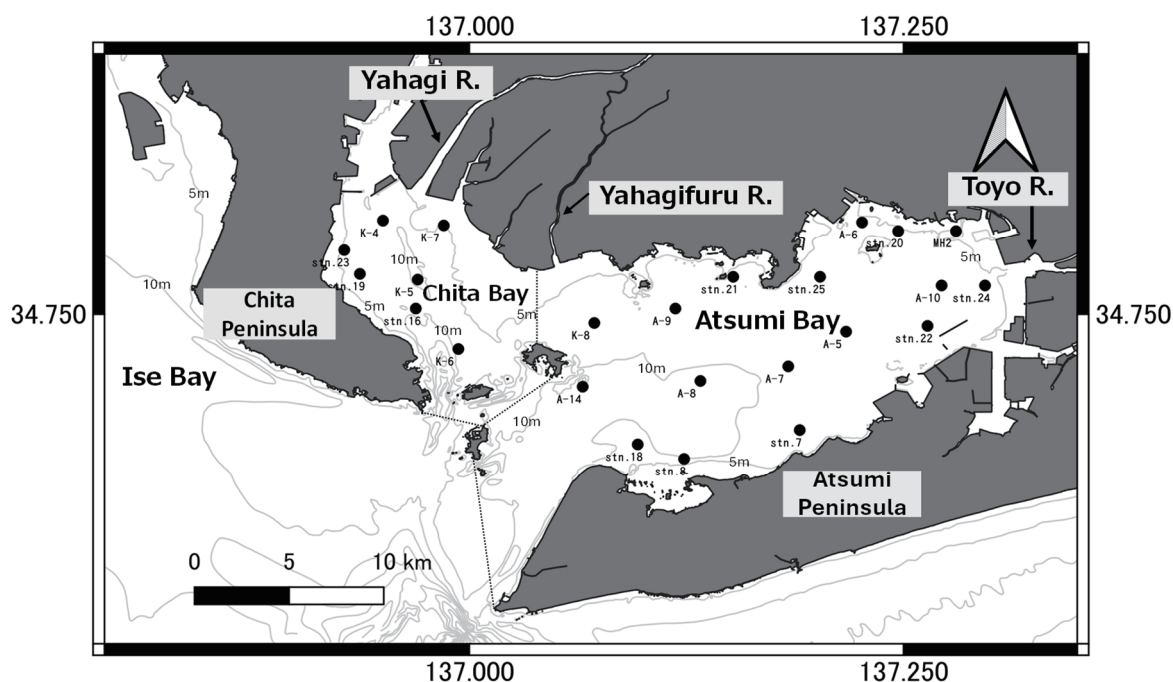 137.000
137.250
Yahagi R.
Yahagifuru R.
Toyo R.
5m
K-4
K-7
A-6
stn.20
MH2
stn.23
10m
5m
10m
stn.19
K-5
Chita Bay
stn.21
stn.25
A-10
stn.24
Chita
Peninsula
5m
stn.16
5m
34.750
34.750
10m
K-8
A-9
Atsumi Bay
A-5
stn.22
K-6
Ise Bay
10m
A-7
A-14
A-8
10m
stn.7
stn.18
stn.8
5m
Atsumi
Peninsula
0
5
10 km
137.000
137.250